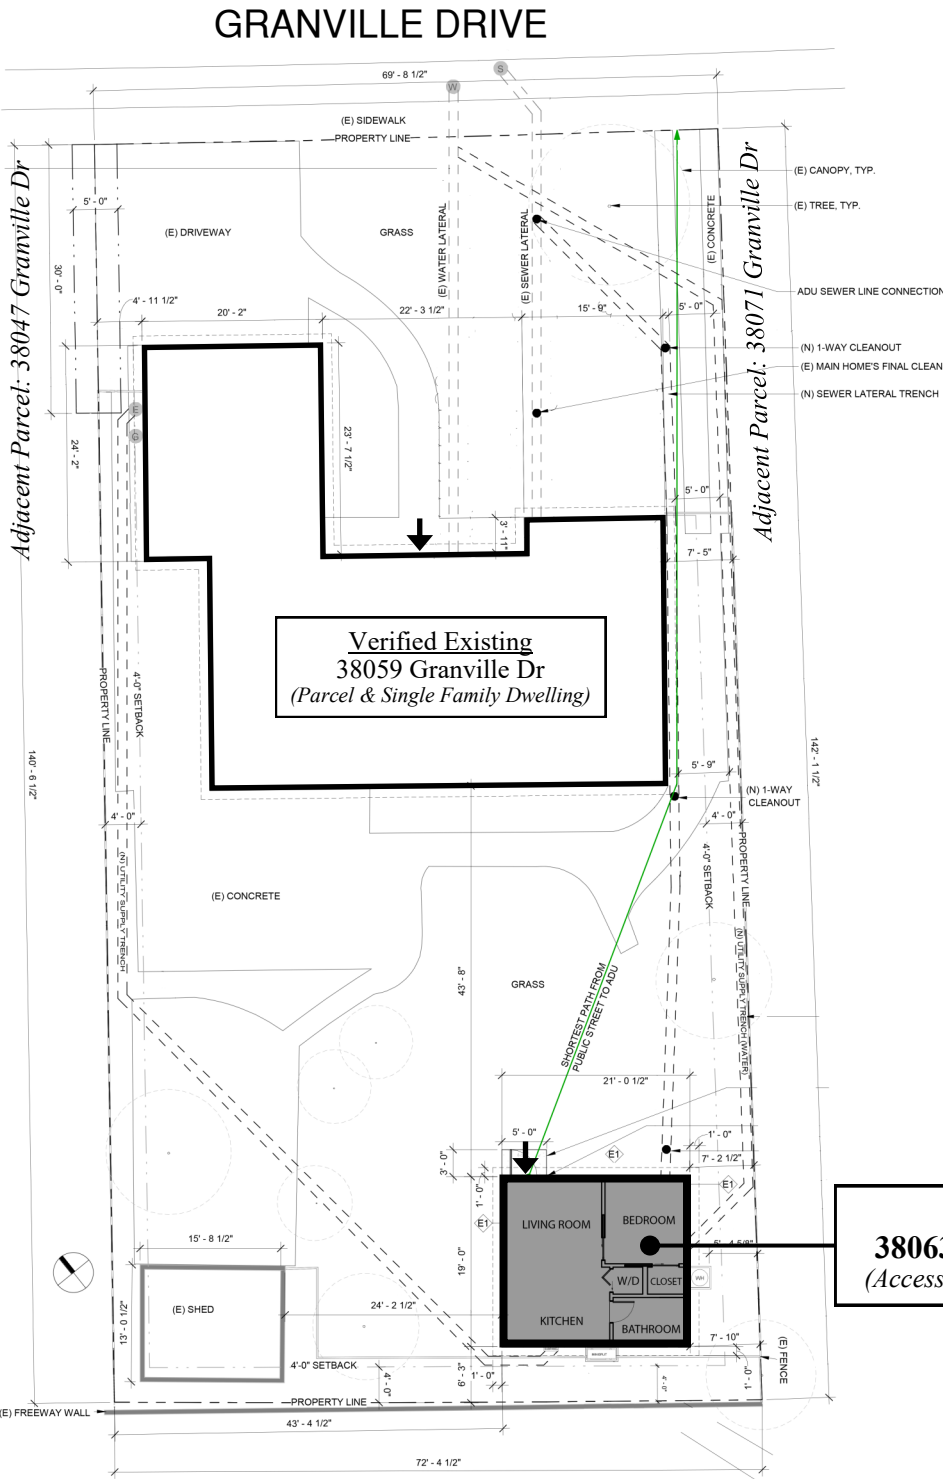 GRANVILLE DRIVE
69' - 8 1/2"
S
W
(E) SIDEWALK
PROPERTY LINE
Adjacent Parcel: 38047 Granville Dr
5' - 0"
30' - 0"
(E) DRIVEWAY
GRASS
(E) WATER LATERAL
(E) SEWER LATERAL
(E) CONCRETE
Adjacent Parcel: 38071 Granville Dr
(E) CANOPY, TYP.
(E) TREE, TYP.
ADU SEWER LINE CONNECTION
4' - 11 1/2"
20' - 2"
22' - 3 1/2"
15' - 9"
5' - 0"
(N) 1-WAY CLEANOUT
(E) MAIN HOME'S FINAL CLEAN
(N) SEWER LATERAL TRENCH
E
G
24' - 2"
23' - 7 1/2"
3' - 11"
5' - 0"
7' - 5"
Verified Existing
38059 Granville Dr
(Parcel & Single Family Dwelling)
PROPERTY LINE
4'-0" SETBACK
140' - 6 1/2"
142' - 1 1/2"
5' - 9"
(N) 1-WAY
CLEANOUT
4' - 0"
4' - 0"
(N) UTILITY SUPPLY TRENCH
4'-0" SETBACK
PROPERTY LINE
(E) CONCRETE
(N) UTILITY SUPPLY TRENCH (WATER)
43' - 8"
GRASS
SHORTEST PATH FROM
PUBLIC STREET TO ADU
21' - 0 1/2"
5' - 0"
1' - 0"
3' - 0"
E1
7' - 2 1/2"
1' - 0"
E1
E1
LIVING ROOM
BEDROOM
5' - 4 5/8"
38063
(Access
15' - 8 1/2"
19' - 0"
W/D
CLOSET
WH
24' - 2 1/2"
(E) SHED
13' - 0 1/2"
KITCHEN
BATHROOM
7' - 10"
(E) FENCE
4'-0" SETBACK
4' - 0"
6' - 3"
1' - 0"
4' - 0"
1' - 0"
PROPERTY LINE
(E) FREEWAY WALL
43' - 4 1/2"
72' - 4 1/2"